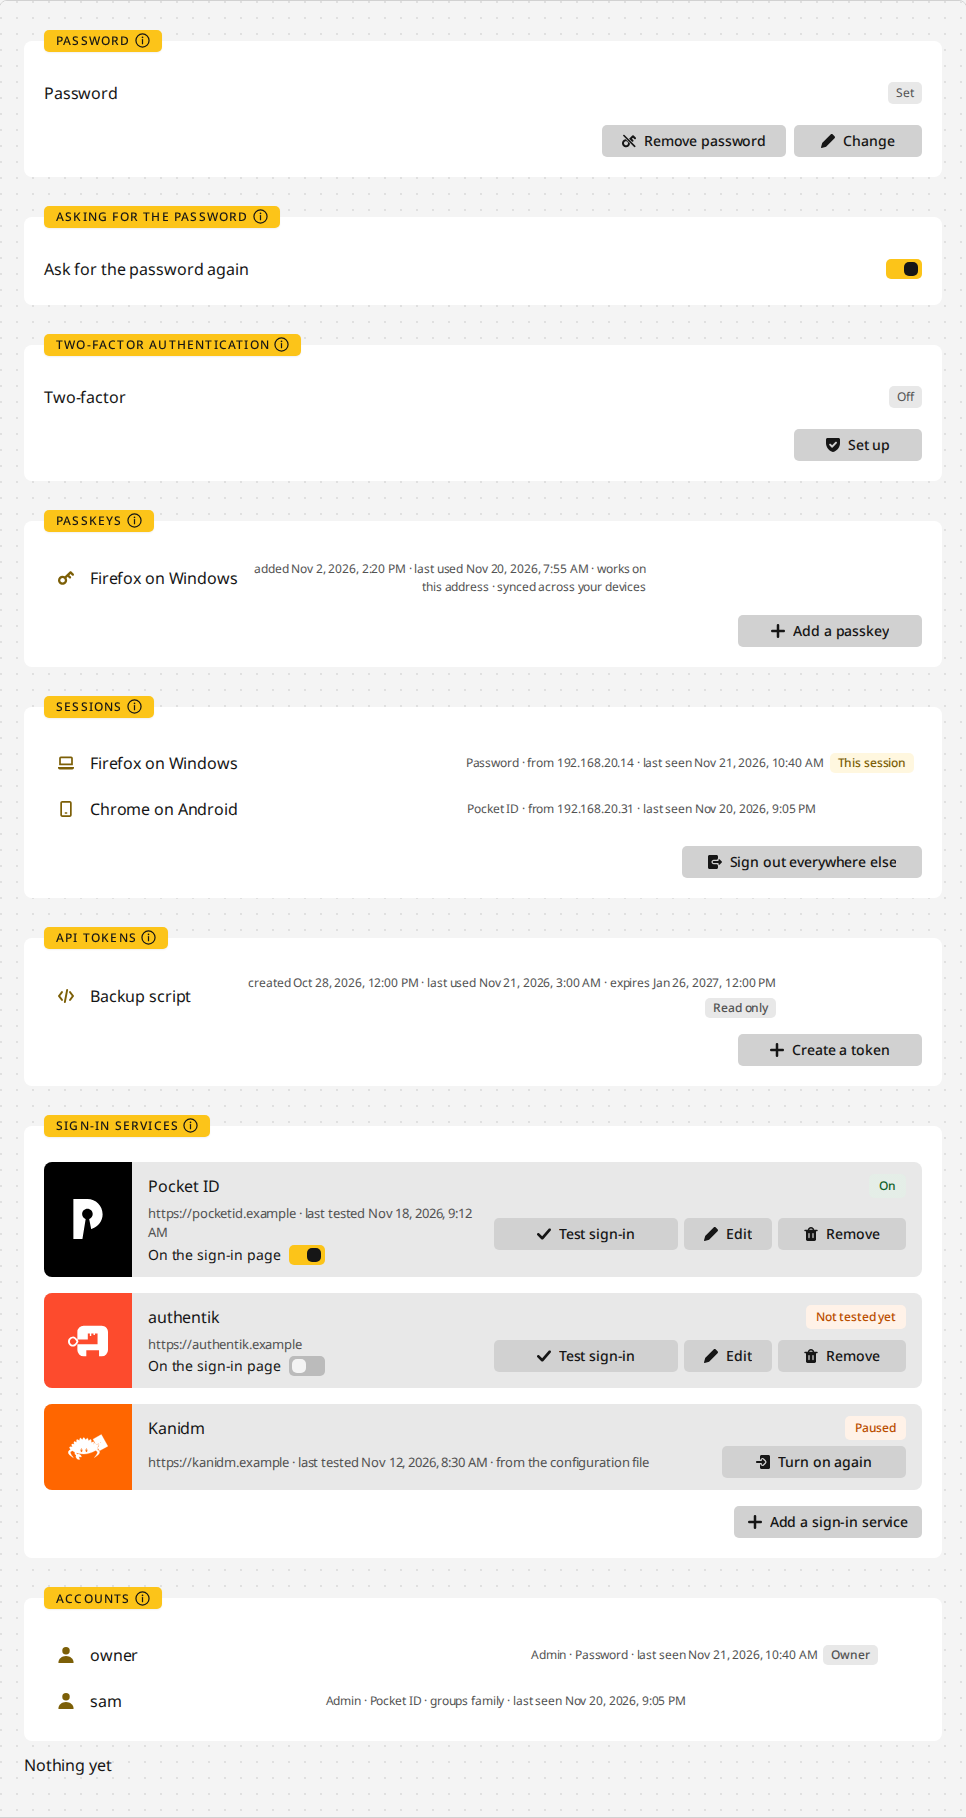 PASSWORD
Password
Set
Remove password
Change
ASKING FOR THE PASSWORD
Ask for the password again
TWO-FACTOR AUTHENTICATION
Two-factor
Off
Set up
PASSKEYS
Firefox on Windows
added Nov 2, 2026, 2:20 PM · last used Nov 20, 2026, 7:55 AM · works on
this address · synced across your devices
Add a passkey
SESSIONS
Firefox on Windows
Password · from 192.168.20.14 · last seen Nov 21, 2026, 10:40 AM
This session
Chrome on Android
Pocket ID · from 192.168.20.31 · last seen Nov 20, 2026, 9:05 PM
Sign out everywhere else
API TOKENS
Backup script
created Oct 28, 2026, 12:00 PM · last used Nov 21, 2026, 3:00 AM · expires Jan 26, 2027, 12:00 PM
Read only
Create a token
SIGN-IN SERVICES
Pocket ID
On
https://pocketid.example · last tested Nov 18, 2026, 9:12
AM
On the sign-in page
Test sign-in
Edit
Remove
authentik
Not tested yet
https://authentik.example
On the sign-in page
Test sign-in
Edit
Remove
Kanidm
Paused
https://kanidm.example · last tested Nov 12, 2026, 8:30 AM · from the configuration file
Turn on again
Add a sign-in service
ACCOUNTS
owner
Admin · Password · last seen Nov 21, 2026, 10:40 AM
Owner
sam
Admin · Pocket ID · groups family · last seen Nov 20, 2026, 9:05 PM
Nothing yet